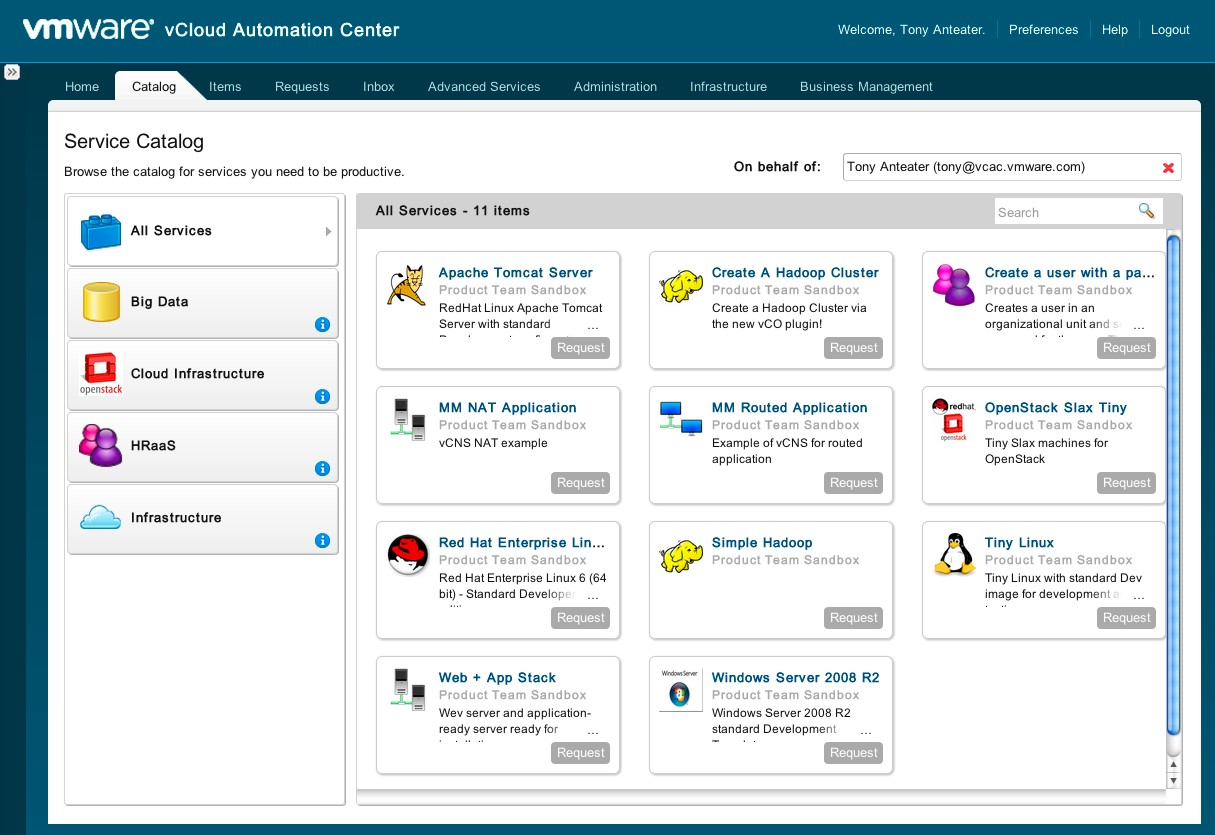 vmware vCloud Automation Center
Welcome, Tony Anteater. Preferences Help Logout
Home Catalog Items Requests Inbox Advanced Services Administration Infrastructure Business Management
Service Catalog
Browse the catalog for services you need to be productive.
On behalf of: Tony Anteater (tony@vcac.vmware.com)
All Services
Big Data
openstack
Cloud Infrastructure
HRaaS
Infrastructure
All Services - 11 items
Search
Apache Tomcat Server
Product Team Sandbox
RedHat Linux Apache Tomcat
Server with standard ...
Request
Create A Hadoop Cluster
Product Team Sandbox
Create a Hadoop Cluster via
the new vCO plugin!
Request
Create a user with a pa...
Product Team Sandbox
Creates a user in an
organizational unit and ...
Request
MM NAT Application
Product Team Sandbox
vCNS NAT example
Request
MM Routed Application
Product Team Sandbox
Example of vCNS for routed
application
Request
redhat
openstack
OpenStack Slax Tiny
Product Team Sandbox
Tiny Slax machines for
OpenStack
Request
Red Hat Enterprise Lin...
Product Team Sandbox
Red Hat Enterprise Linux 6 (64
bit) - Standard Developer ...
Request
Simple Hadoop
Product Team Sandbox
Request
Tiny Linux
Product Team Sandbox
Tiny Linux with standard Dev
image for development ...
Request
Web + App Stack
Product Team Sandbox
Wev server and application-
ready server ready for ...
Request
WindowsServer
Windows Server 2008 R2
Product Team Sandbox
Windows Server 2008 R2
standard Development ...
Request